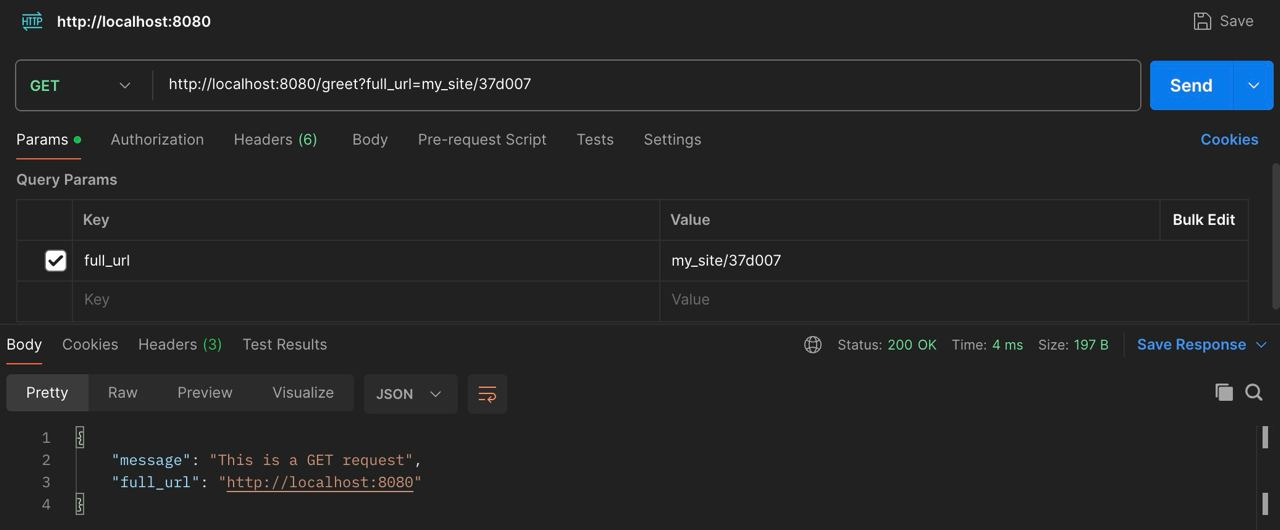 HTTP http://localhost:8080 Save
GET http://localhost:8080/greet?full_url=my_site/37d007 Send
Params Authorization Headers (6) Body Pre-request Script Tests Settings Cookies
Query Params
Key Value Bulk Edit
full_url my_site/37d007
Key Value
Body Cookies Headers (3) Test Results Status: 200 OK Time: 4 ms Size: 197 B Save Response
Pretty Raw Preview Visualize JSON
1 {
2 "message": "This is a GET request",
3 "full_url": "http://localhost:8080"
4 }